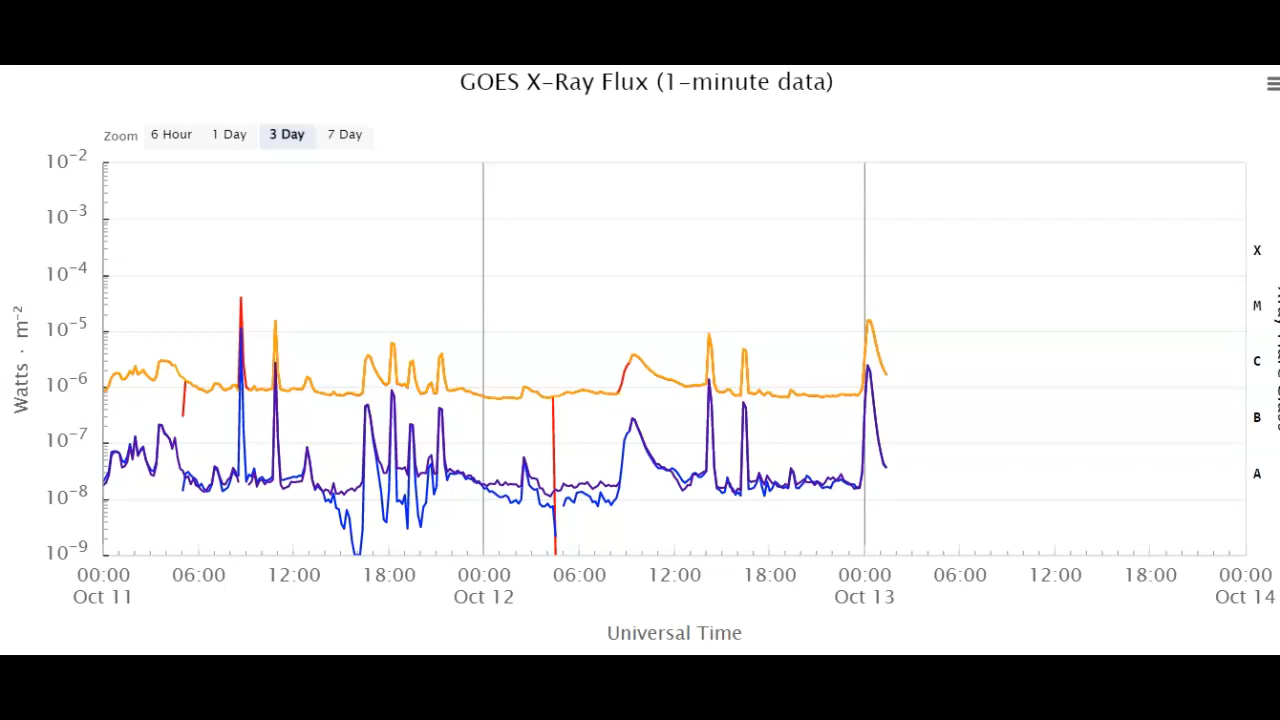 GOES X-Ray Flux (1-minute data)
Zoom 6 Hour 1 Day 3 Day 7 Day
10⁻²
10⁻³
10⁻⁴
10⁻⁵
10⁻⁶
10⁻⁷
10⁻⁸
10⁻⁹
Watts · m⁻²
X
M
C
B
A
00:00 06:00 12:00 18:00 00:00 06:00 12:00 18:00 00:00 06:00 12:00 18:00 00:00
Oct 11 Oct 12 Oct 13 Oct 14
Universal Time